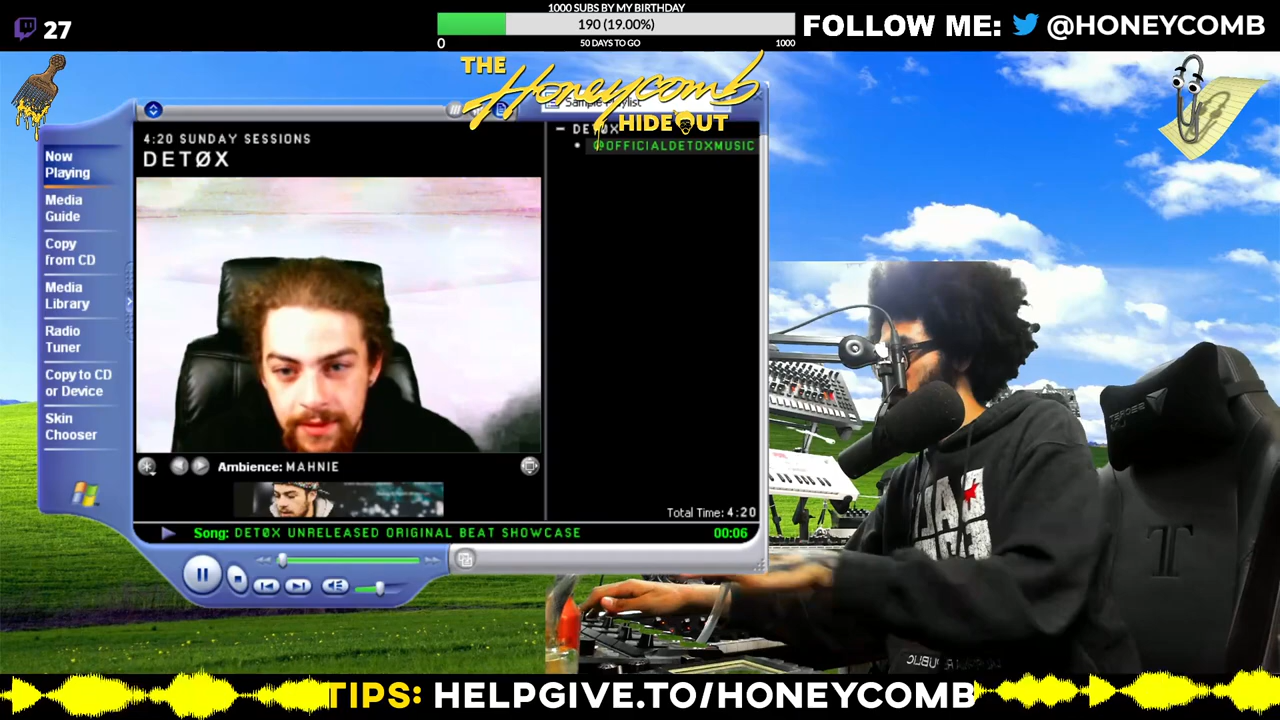 27
1000 SUBS BY MY BIRTHDAY
190 (19.00%)
0 50 DAYS TO GO 1000
FOLLOW ME: @HONEYCOMB
THE
Honeycomb
HIDEOUT
Sample Playlist
4:20 SUNDAY SESSIONS
DETØX
DETØX
@OFFICIALDETOXMUSIC
Now
Playing
Media
Guide
Copy
from CD
Media
Library
Radio
Tuner
Copy to CD
or Device
Skin
Chooser
Ambience: MAHNIE
Total Time: 4:20
Song: DETØX UNRELEASED ORIGINAL BEAT SHOWCASE
00:06
T
TIPS: HELPGIVE.TO/HONEYCOMB